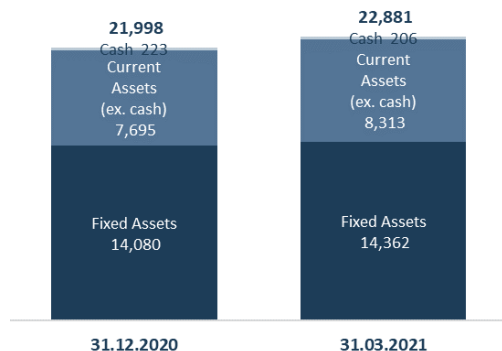 21,998
Cash 223
Current
Assets
(ex. cash)
7,695
Fixed Assets
14,080
31.12.2020
22,881
Cash 206
Current
Assets
(ex. cash)
8,313
Fixed Assets
14,362
31.03.2021